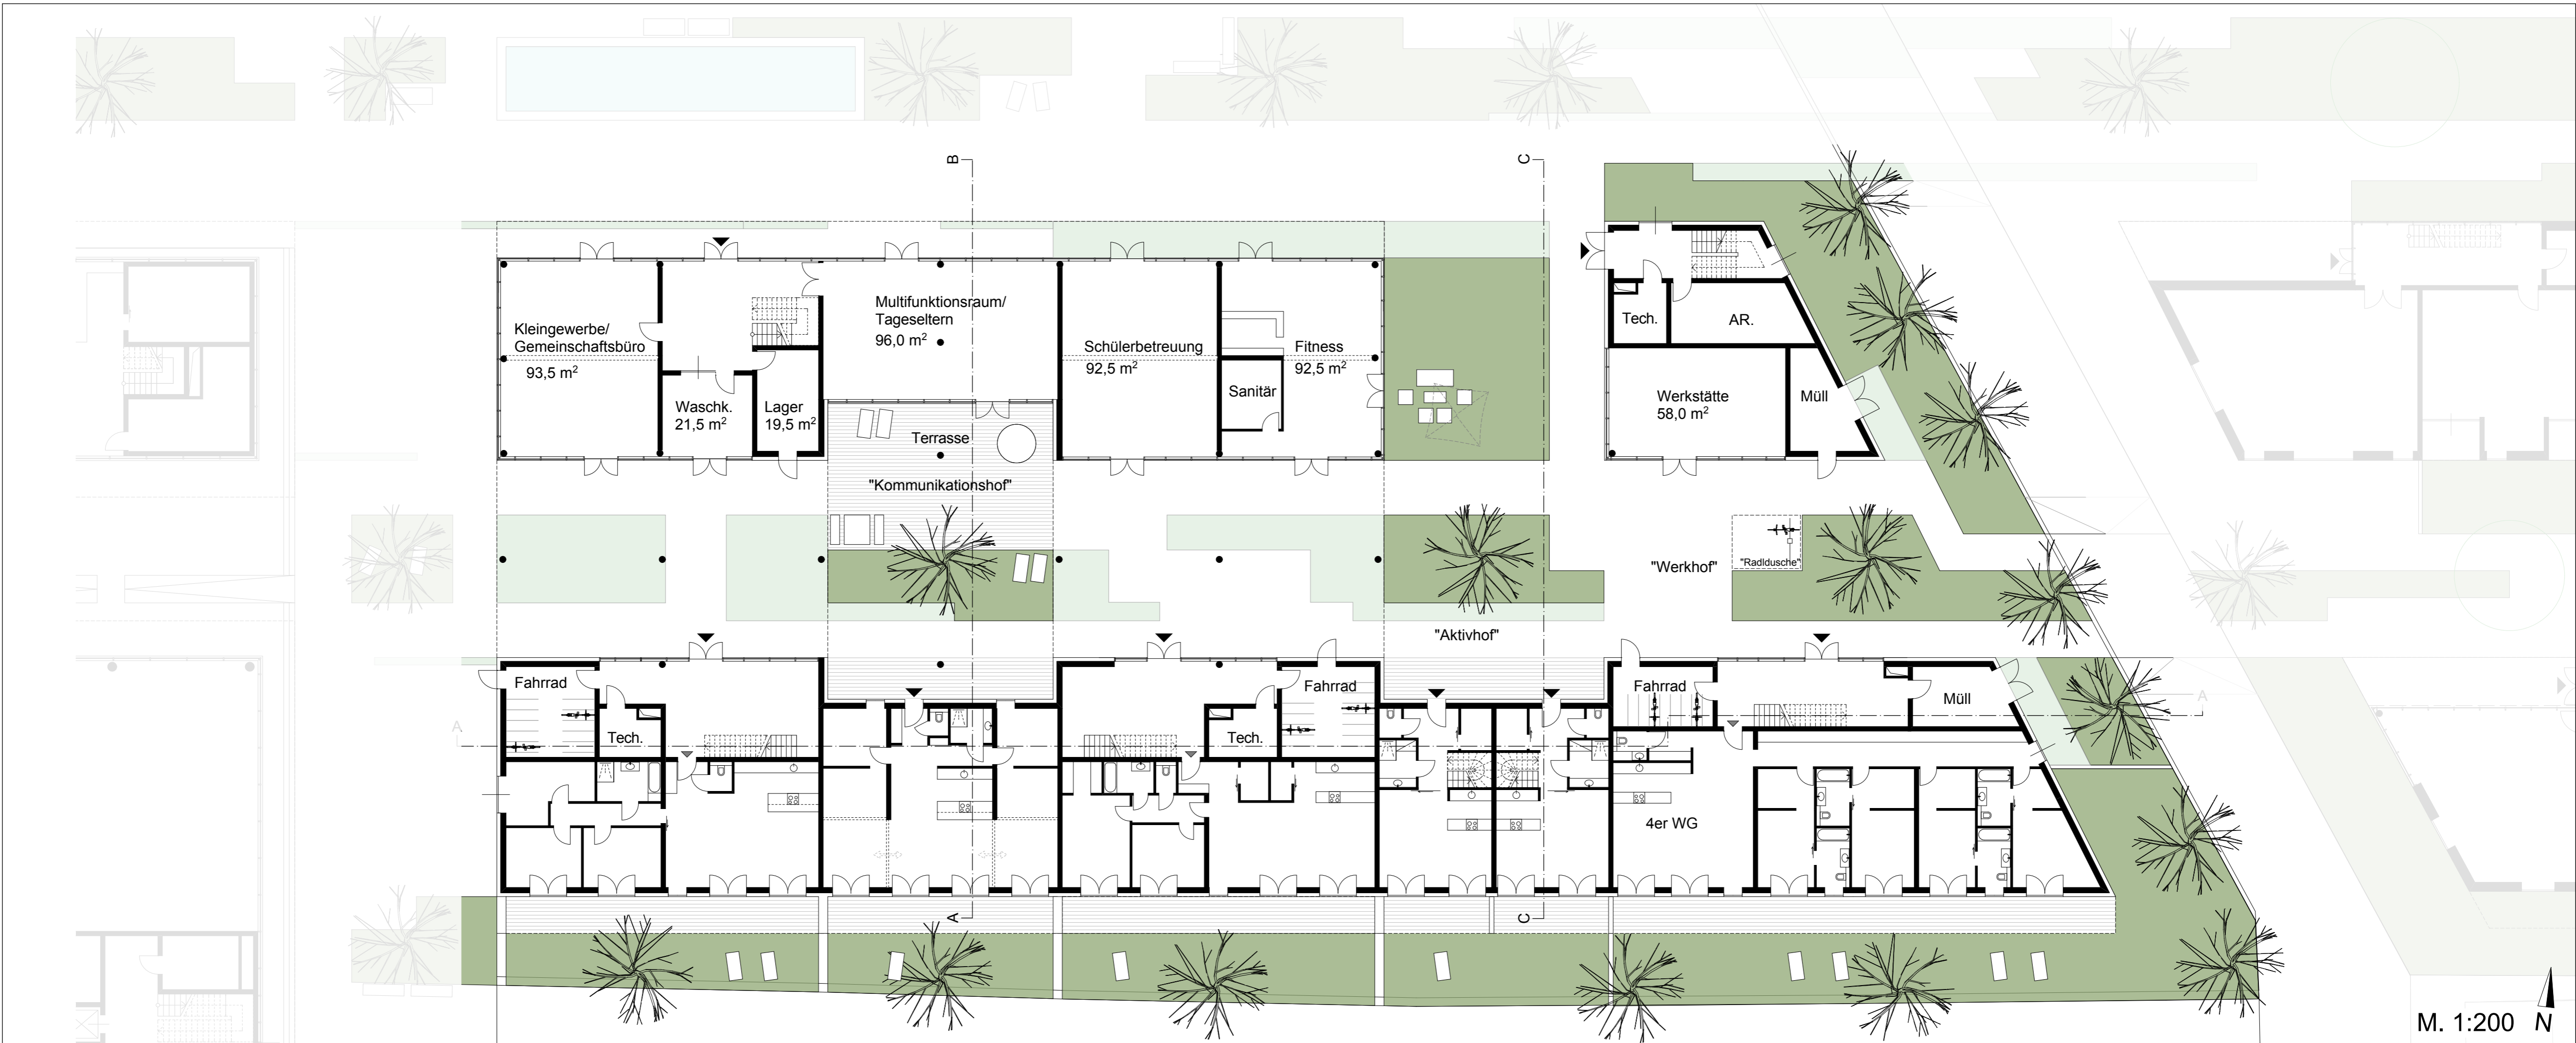 B
C
Kleingewerbe/
Gemeinschaftsbüro
93,5 m²
Waschk.
21,5 m²
Lager
19,5 m²
Multifunktionsraum/
Tageseltern
96,0 m²
Terrasse
"Kommunikationshof"
Schülerbetreuung
92,5 m²
Fitness
92,5 m²
Sanitär
Tech.
AR.
Werkstätte
58,0 m²
Müll
"Werkhof"
"Radldusche"
"Aktivhof"
Fahrrad
Tech.
Fahrrad
Tech.
Fahrrad
Müll
A
A
4er WG
A
C
M. 1:200
N